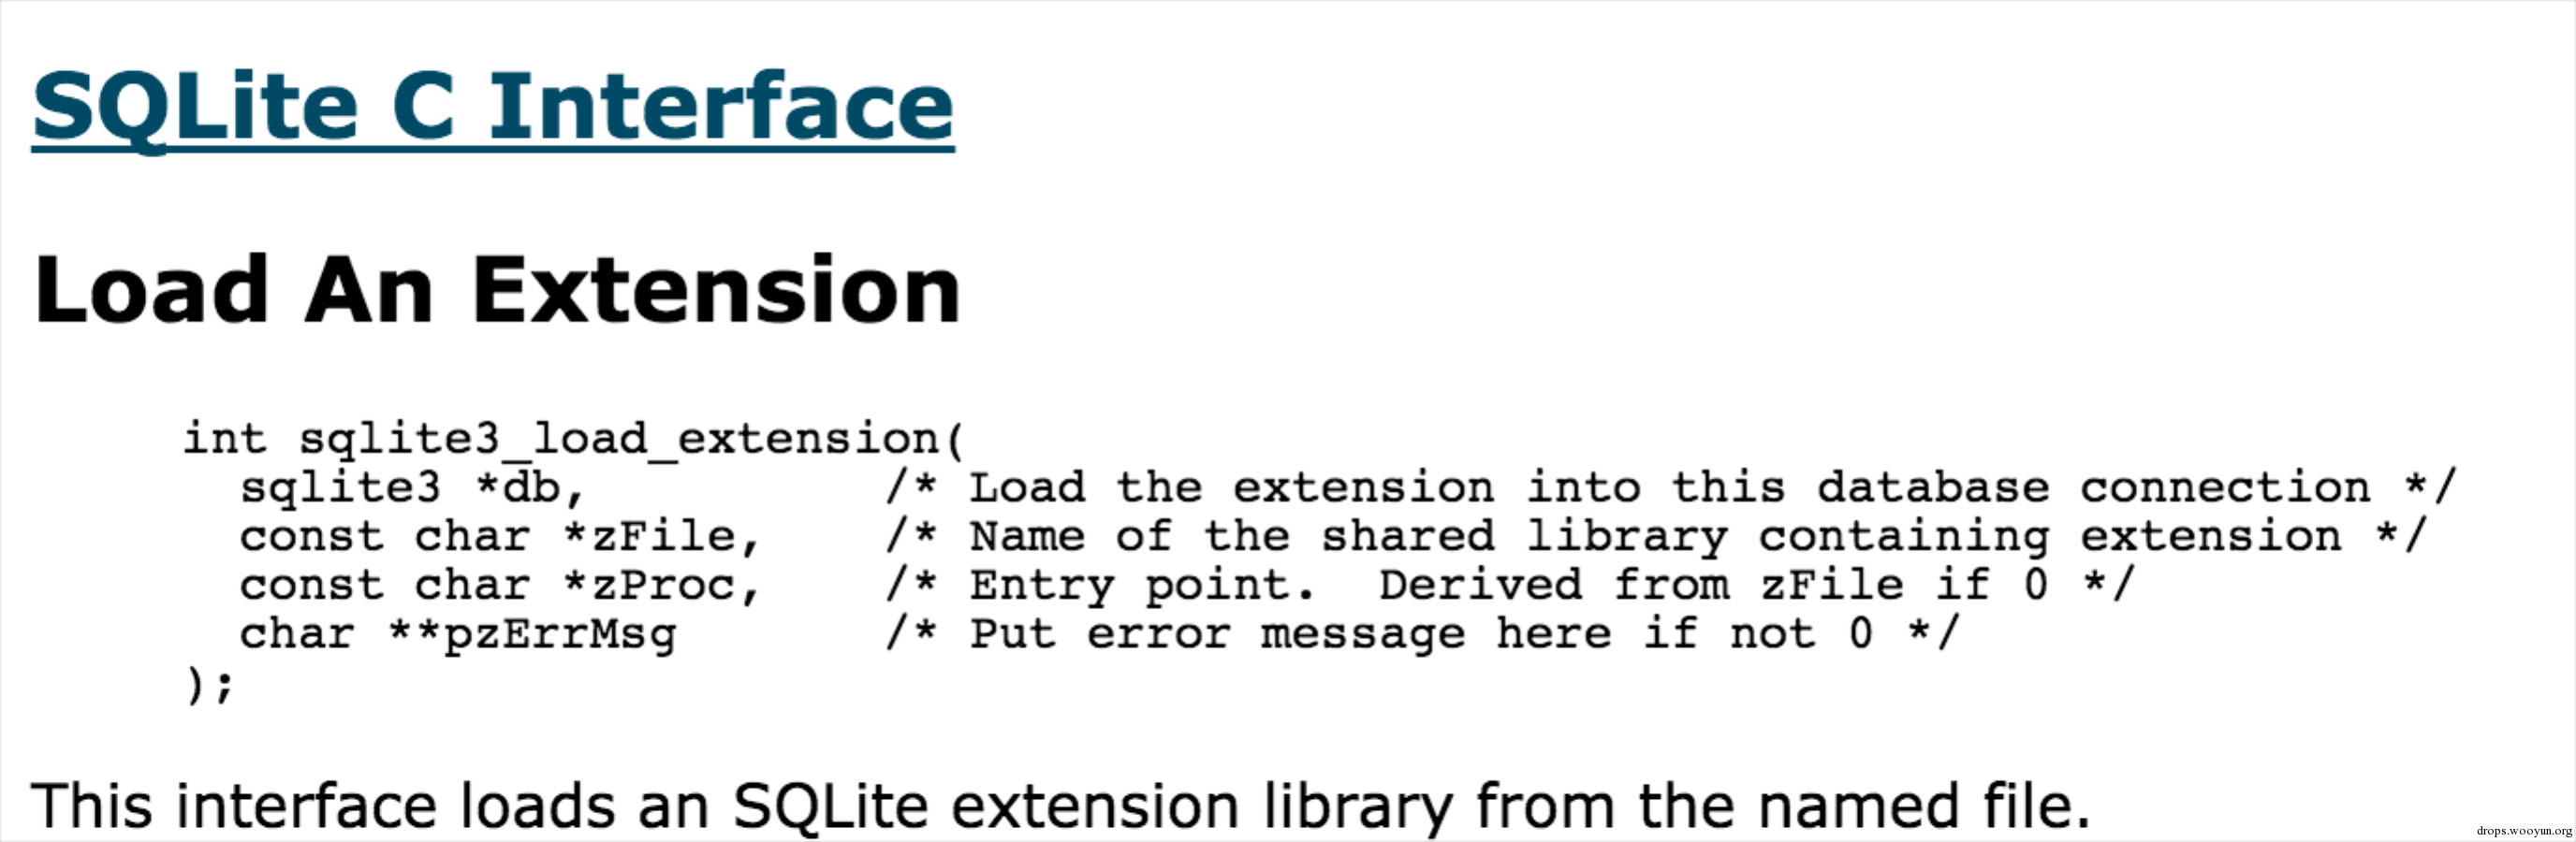 SQLite C Interface
Load An Extension
int sqlite3_load_extension(
  sqlite3 *db,          /* Load the extension into this database connection */
  const char *zFile,    /* Name of the shared library containing extension */
  const char *zProc,    /* Entry point.  Derived from zFile if 0 */
  char **pzErrMsg       /* Put error message here if not 0 */
);
This interface loads an SQLite extension library from the named file.
drops.wooyun.org